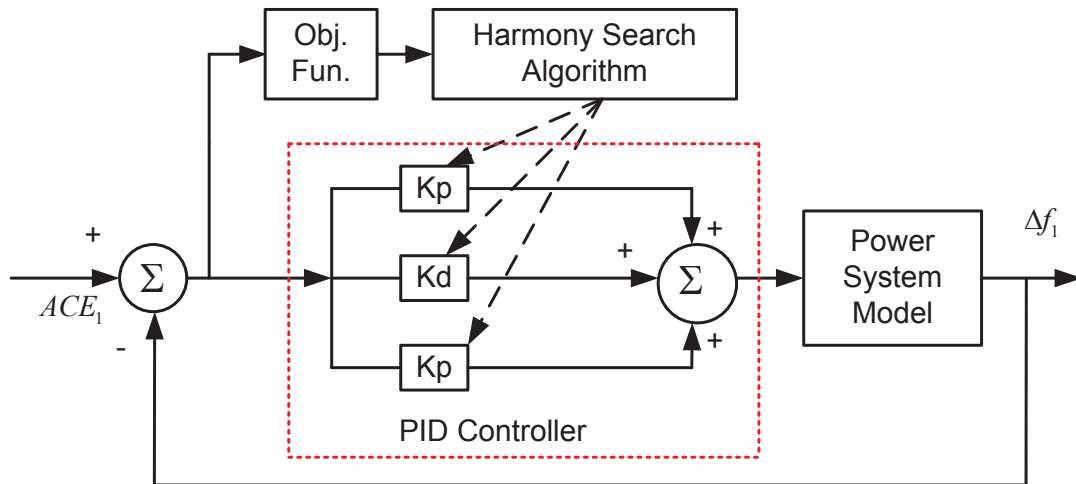 Obj.
Fun.
Harmony Search
Algorithm
Kp
+
+
Σ
ACE₁
-
Kd
+
Σ
Power
System
Model
Δf₁
Kp
+
PID Controller